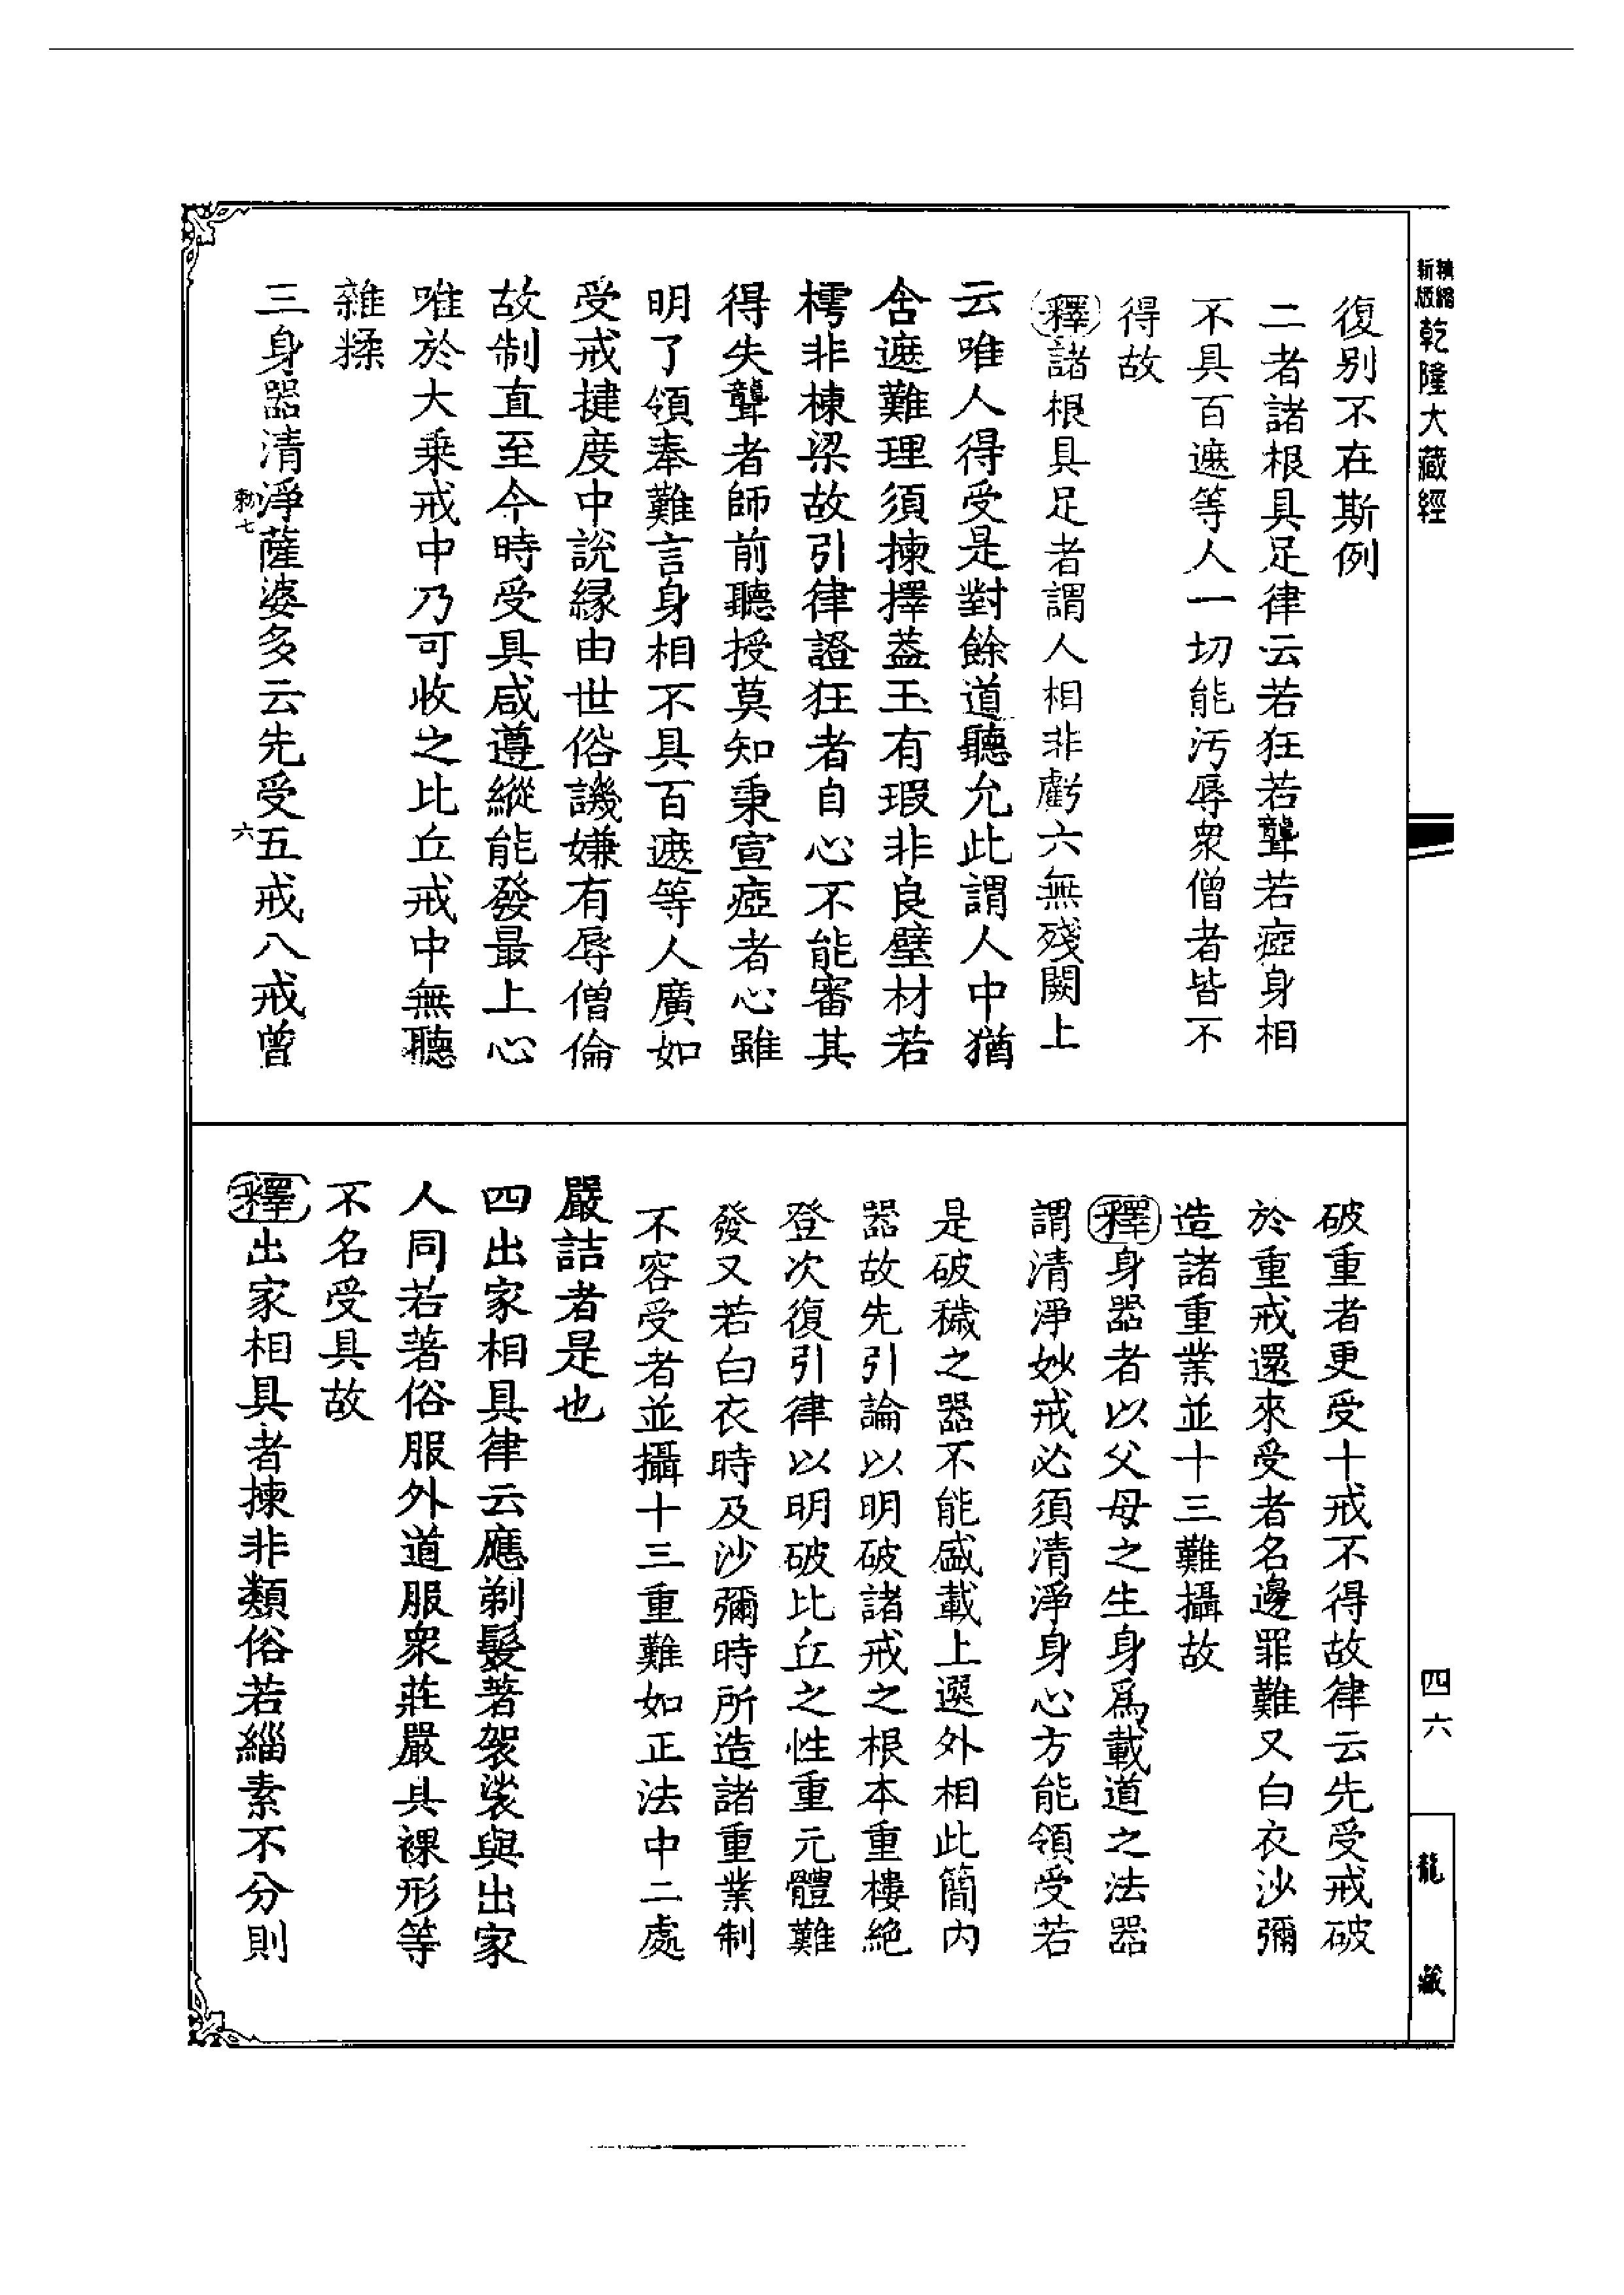 精縮
新版
乾隆大藏經
復別不在斯例
二者諸根具足律云若狂若聾若瘂身相
不具百遮等人一切能汚辱衆僧者皆不
得故
釋諸根具足者謂人相非虧六無殘闕上
云唯人得受是對餘道聽允此謂人中猶
含遮難理須揀擇蓋玉有瑕非良璧材若
樗非棟梁故引律證狂者自心不能審其
得失聾者師前聽授莫知秉宣瘂者心雖
明了領奉難言身相不具百遮等人廣如
受戒揵度中說緣由世俗譏嫌有辱僧倫
故制直至今時受具咸遵縱能發最上心
唯於大乘戒中乃可收之比丘戒中無聽
雜揉
三身器清淨薩婆多云先受五戒八戒曾
勑七
六
破重者更受十戒不得故律云先受戒破
於重戒還來受者名邊罪難又白衣沙彌
造諸重業並十三難攝故
釋身器者以父母之生身爲載道之法器
謂清淨妙戒必須清淨身心方能領受若
是破穢之器不能盛載上選外相此簡內
器故先引論以明破諸戒之根本重樓絕
登次復引律以明破比丘之性重元體難
發又若白衣時及沙彌時所造諸重業制
不容受者並攝十三重難如正法中二處
嚴詰者是也
四出家相具律云應剃髮著袈裟與出家
人同若著俗服外道服衆莊嚴具裸形等
不名受具故
釋出家相具者揀非類俗若緇素不分則
四六
龍藏